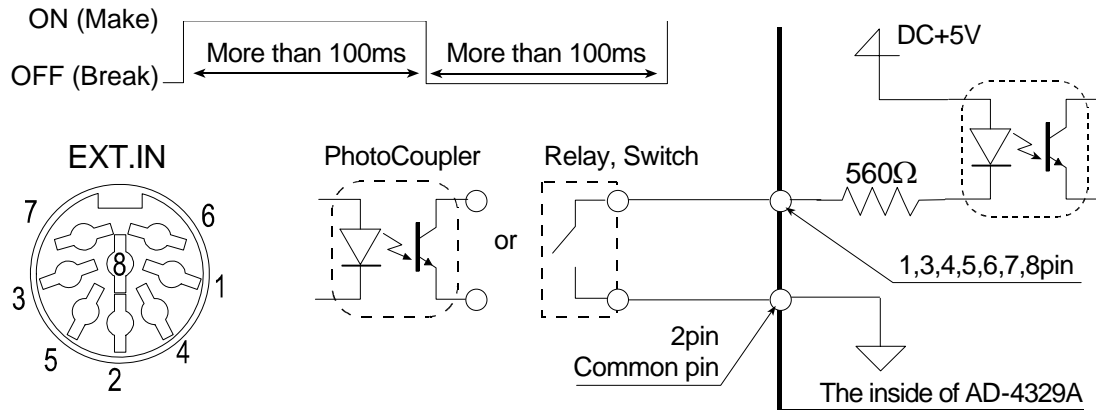 ON (Make)
OFF (Break)
More than 100ms
More than 100ms
DC+5V
EXT.IN
PhotoCoupler
Relay, Switch
560Ω
7
6
8
or
3
1
1,3,4,5,6,7,8pin
5
4
2
2pin
Common pin
The inside of AD-4329A